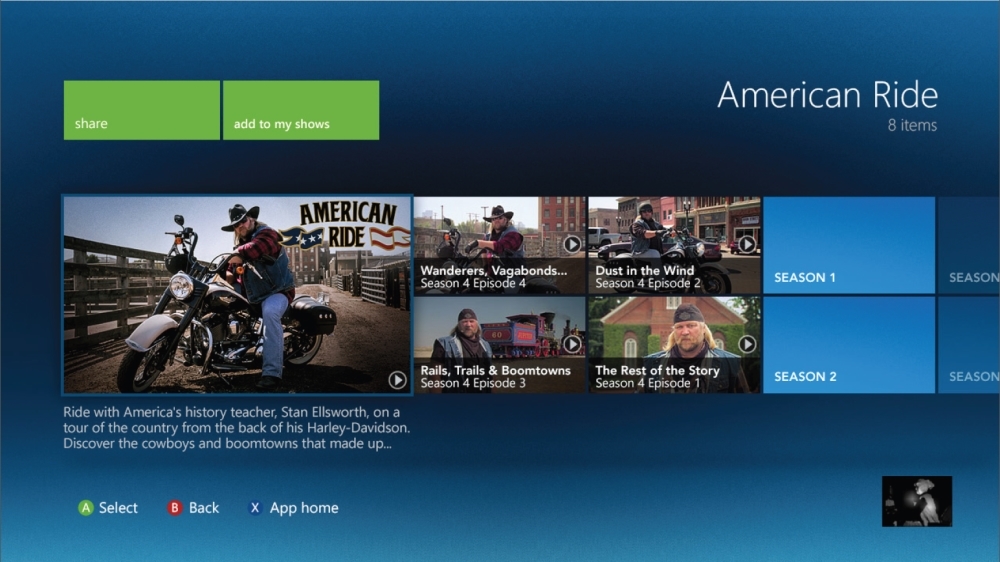 American Ride
8 items
share
add to my shows
AMERICAN
RIDE
Wanderers, Vagabonds...
Season 4 Episode 4
Dust in the Wind
Season 4 Episode 2
SEASON 1
SEASON
Rails, Trails & Boomtowns
Season 4 Episode 3
The Rest of the Story
Season 4 Episode 1
SEASON 2
SEASON
Ride with America's history teacher, Stan Ellsworth, on a
tour of the country from the back of his Harley-Davidson.
Discover the cowboys and boomtowns that made up...
A Select
B Back
X App home